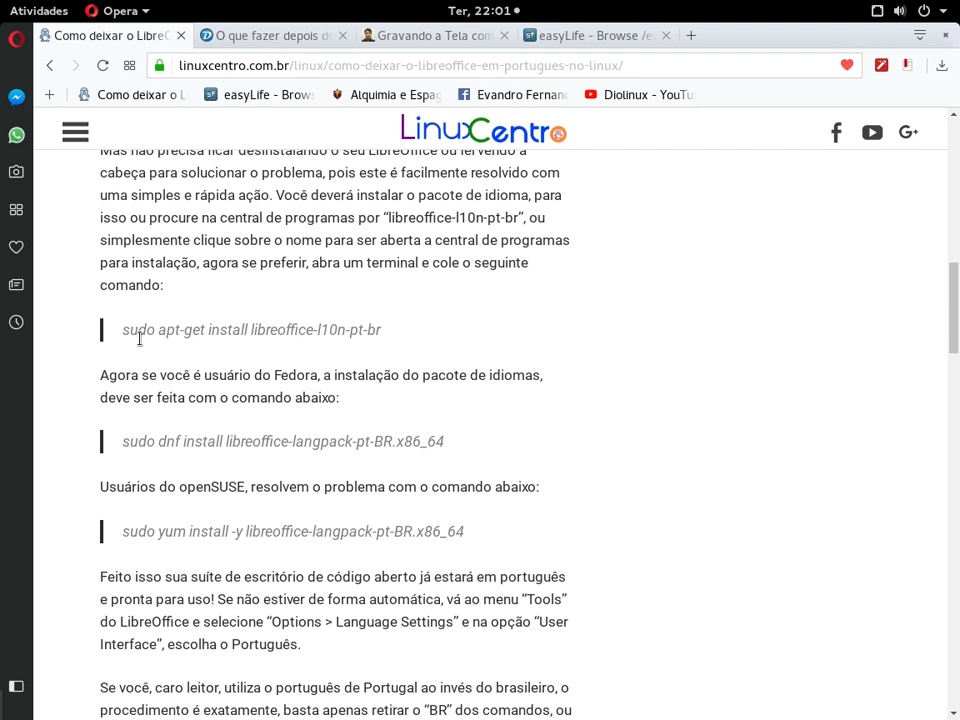 Atividades Opera Ter, 22:01
Como deixar o LibreO O que fazer depois de Gravando a Tela com easyLife - Browse /ea
linuxcentro.com.br/linux/como-deixar-o-libreoffice-em-portugues-no-linux/
Como deixar o L easyLife - Brows Alquimia e Espag Evandro Fernan Diolinux - YouTu
LinuxCentro
Mas não precisa ficar desinstalando o seu LibreOffice ou fervendo a
cabeça para solucionar o problema, pois este é facilmente resolvido com
uma simples e rápida ação. Você deverá instalar o pacote de idioma, para
isso ou procure na central de programas por “libreoffice-l10n-pt-br”, ou
simplesmente clique sobre o nome para ser aberta a central de programas
para instalação, agora se preferir, abra um terminal e cole o seguinte
comando:
sudo apt-get install libreoffice-l10n-pt-br
Agora se você é usuário do Fedora, a instalação do pacote de idiomas,
deve ser feita com o comando abaixo:
sudo dnf install libreoffice-langpack-pt-BR.x86_64
Usuários do openSUSE, resolvem o problema com o comando abaixo:
sudo yum install -y libreoffice-langpack-pt-BR.x86_64
Feito isso sua suíte de escritório de código aberto já estará em português
e pronta para uso! Se não estiver de forma automática, vá ao menu “Tools”
do LibreOffice e selecione “Options > Language Settings” e na opção “User
Interface”, escolha o Português.
Se você, caro leitor, utiliza o português de Portugal ao invés do brasileiro, o
procedimento é exatamente, basta apenas retirar o “BR” dos comandos, ou